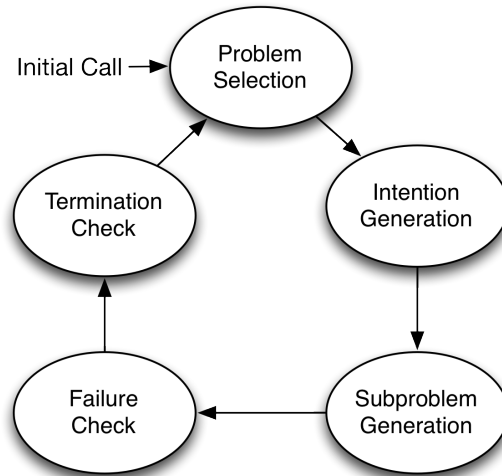 Problem
Selection
Initial Call
Intention
Generation
Subproblem
Generation
Failure
Check
Termination
Check